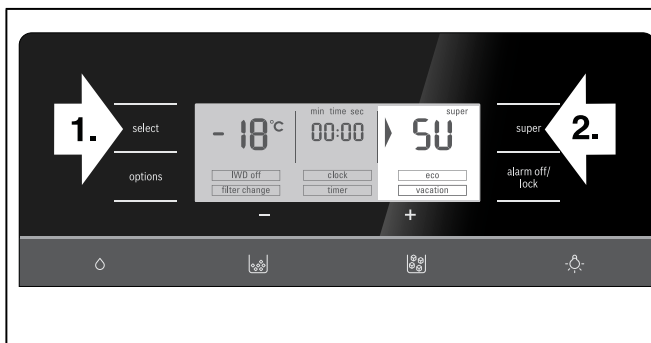 1.
select
options
- 18°C
IWD off
filter change
min time sec
00:00
clock
timer
super
SU
eco
vacation
2.
super
alarm off/
lock
−
+